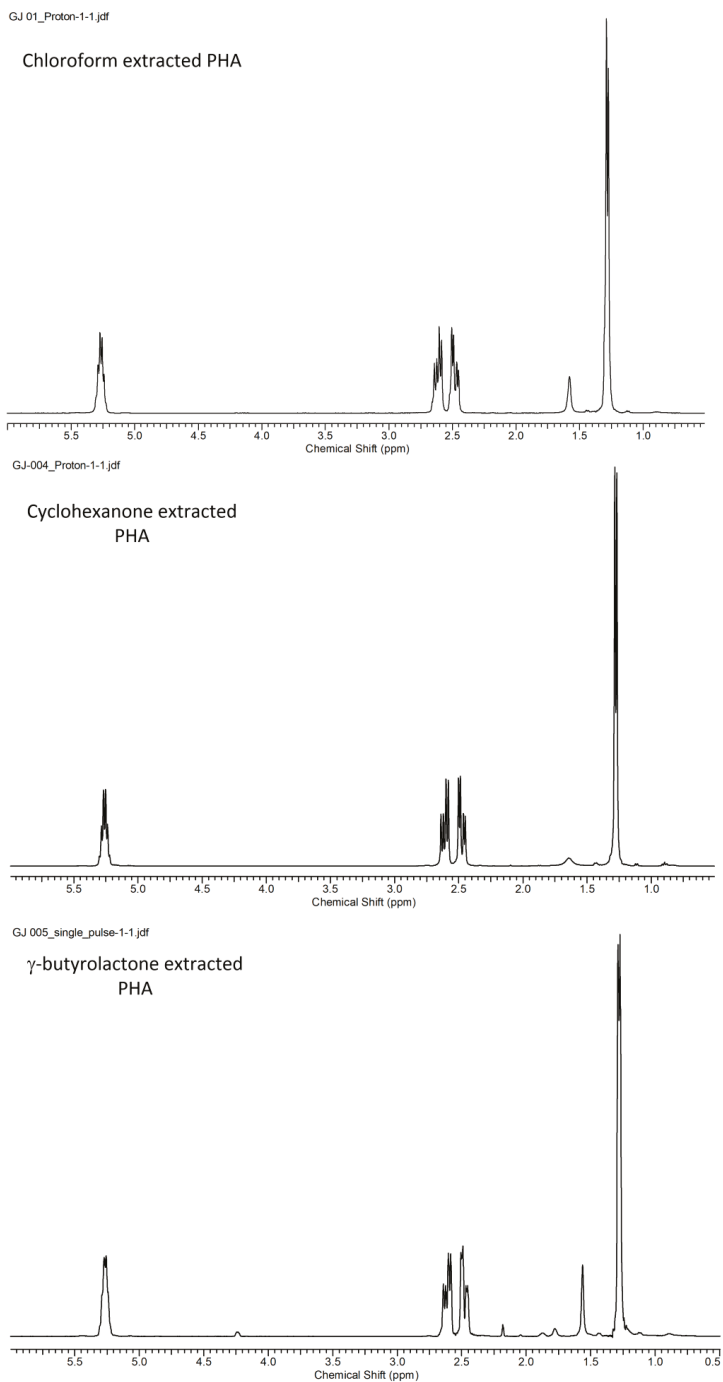 GJ 01_Proton-1-1.jdf
Chloroform extracted PHA
5.5 5.0 4.5 4.0 3.5 3.0 2.5 2.0 1.5 1.0
Chemical Shift (ppm)
GJ-004_Proton-1-1.jdf
Cyclohexanone extracted
PHA
5.5 5.0 4.5 4.0 3.5 3.0 2.5 2.0 1.5 1.0
Chemical Shift (ppm)
GJ 005_single_pulse-1-1.jdf
γ-butyrolactone extracted
PHA
5.5 5.0 4.5 4.0 3.5 3.0 2.5 2.0 1.5 1.0 0.5
Chemical Shift (ppm)